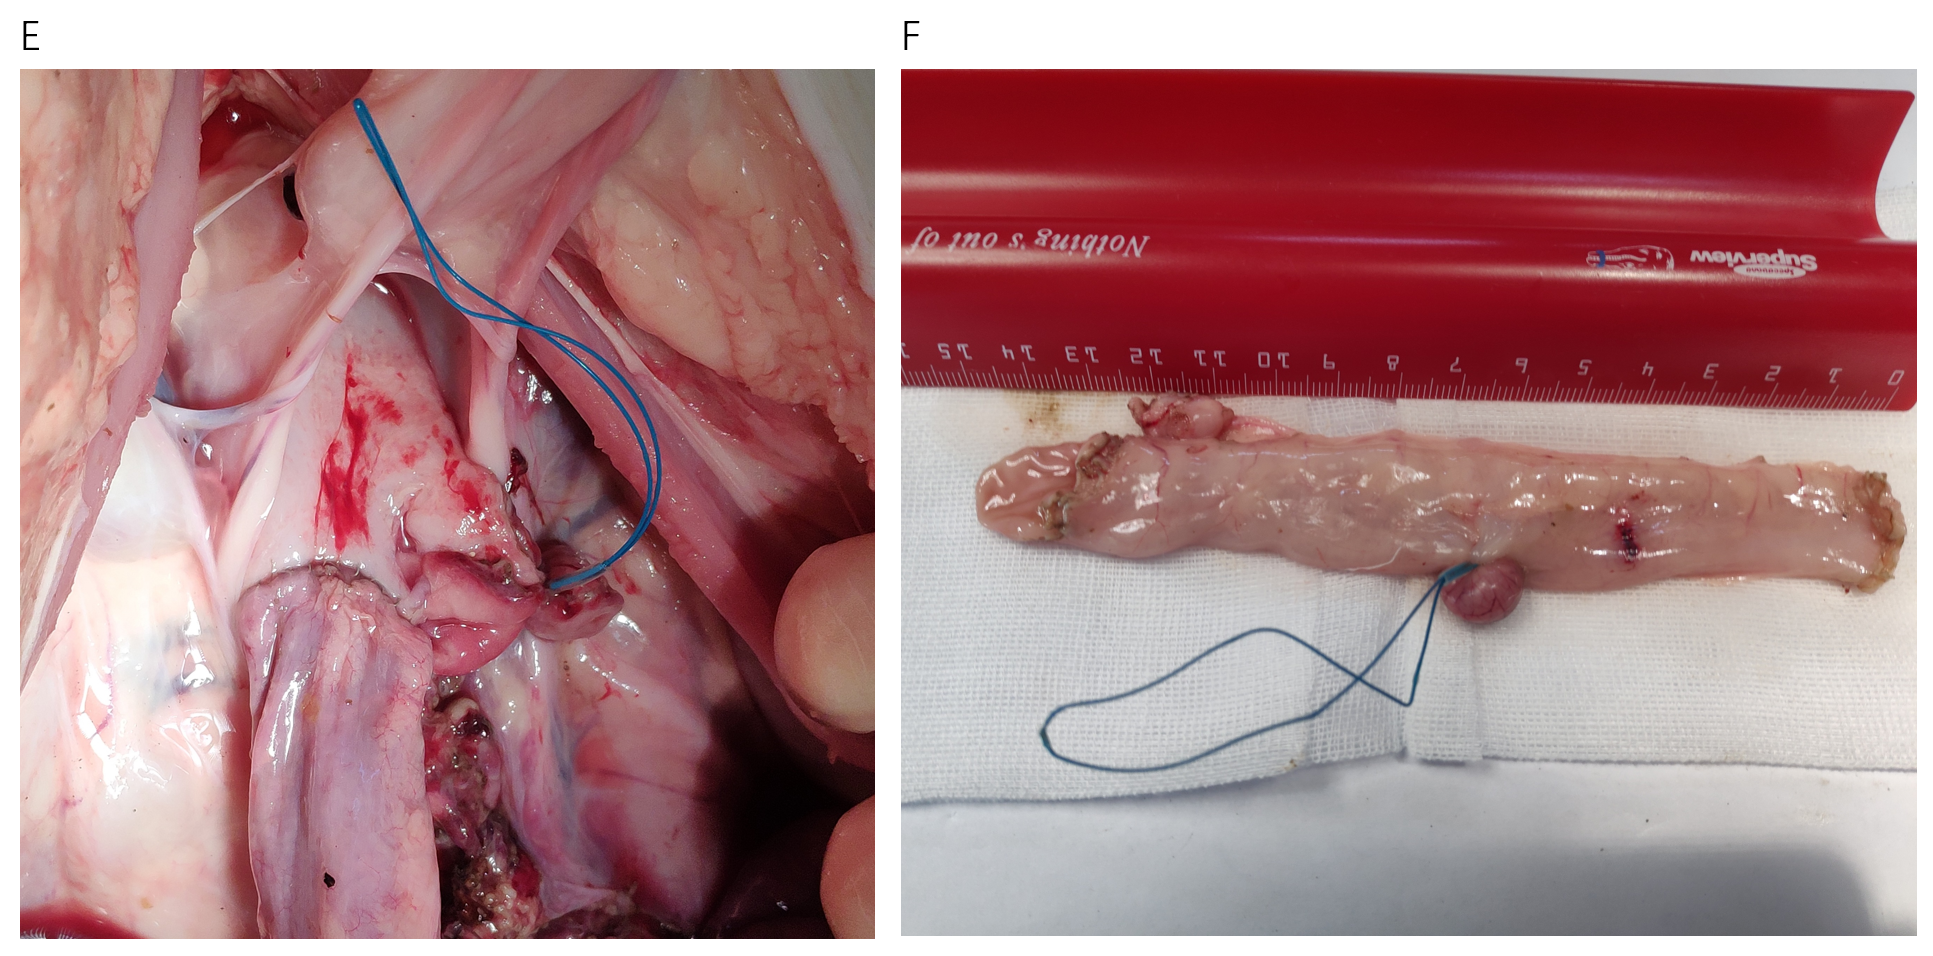 E
F
Nothing's out of
Specations
Superview
15 14 13 12 11 10 9 8 7 6 5 4 3 2 1 0